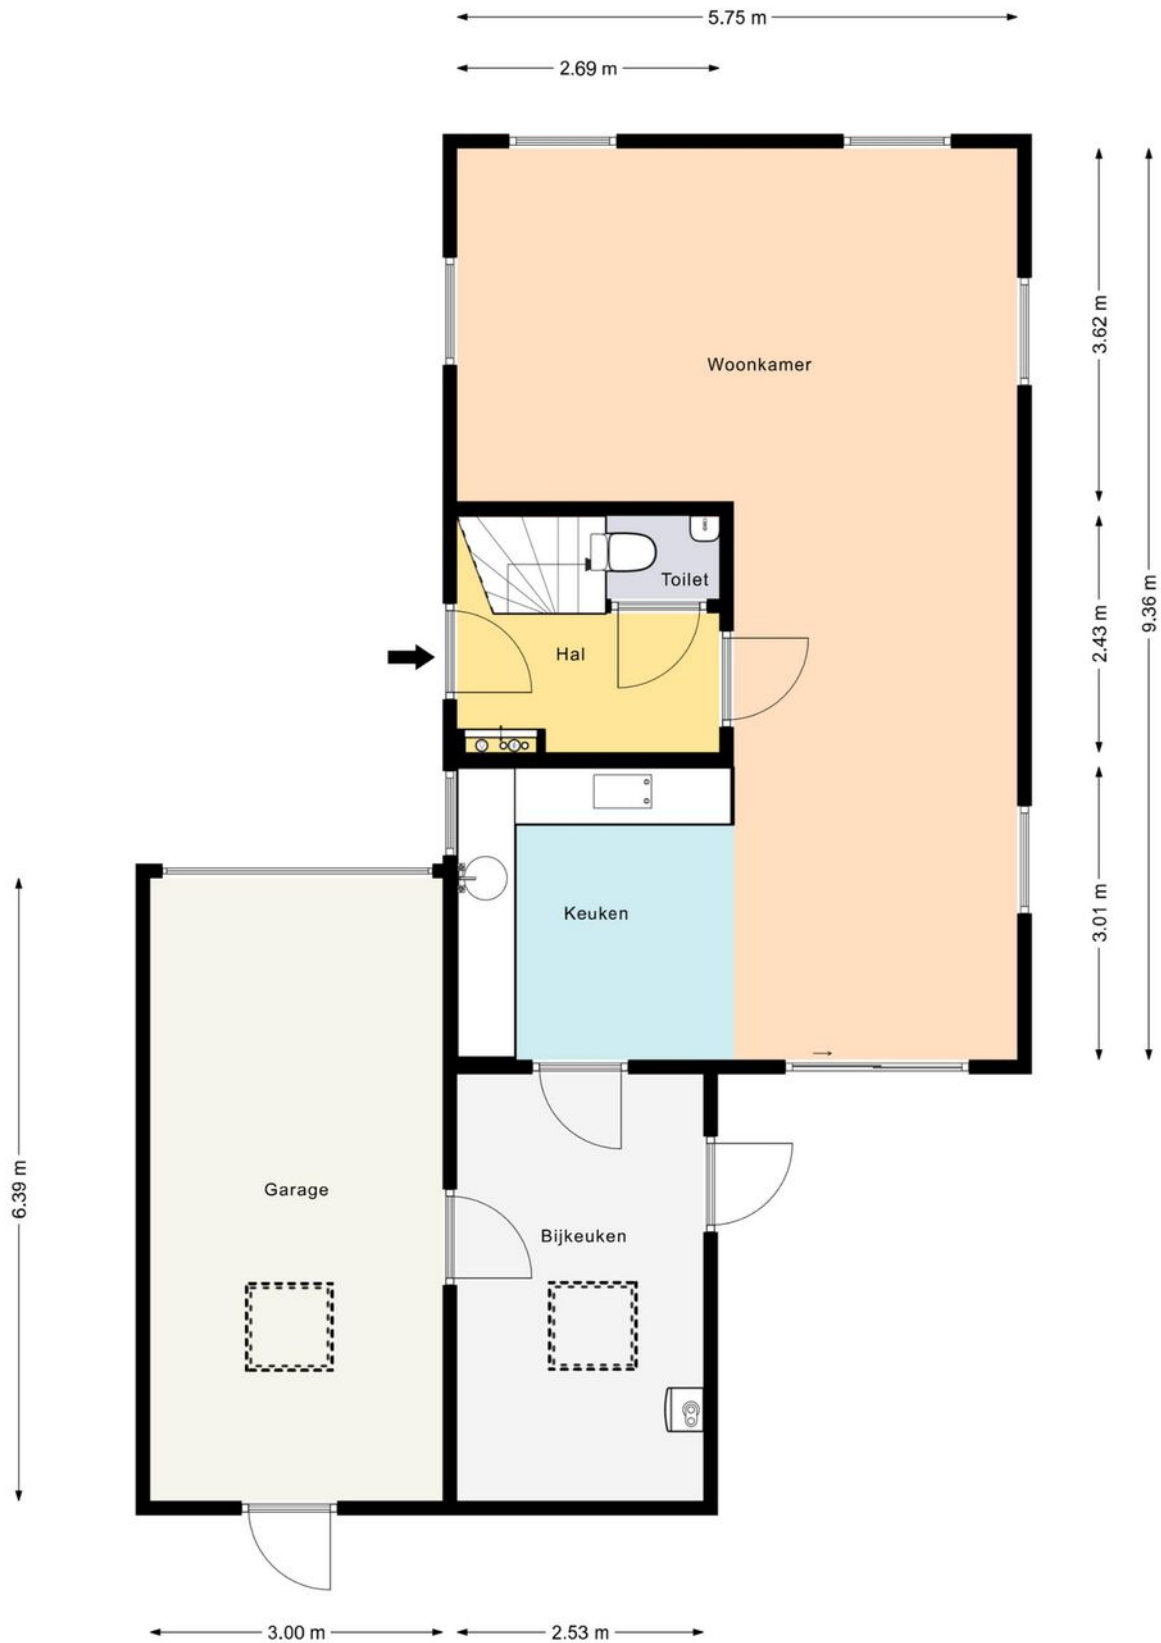 5.75 m
2.69 m
Woonkamer
3.62 m
Toilet
Hal
2.43 m
9.36 m
Keuken
3.01 m
Garage
6.39 m
Bijkeuken
3.00 m
2.53 m